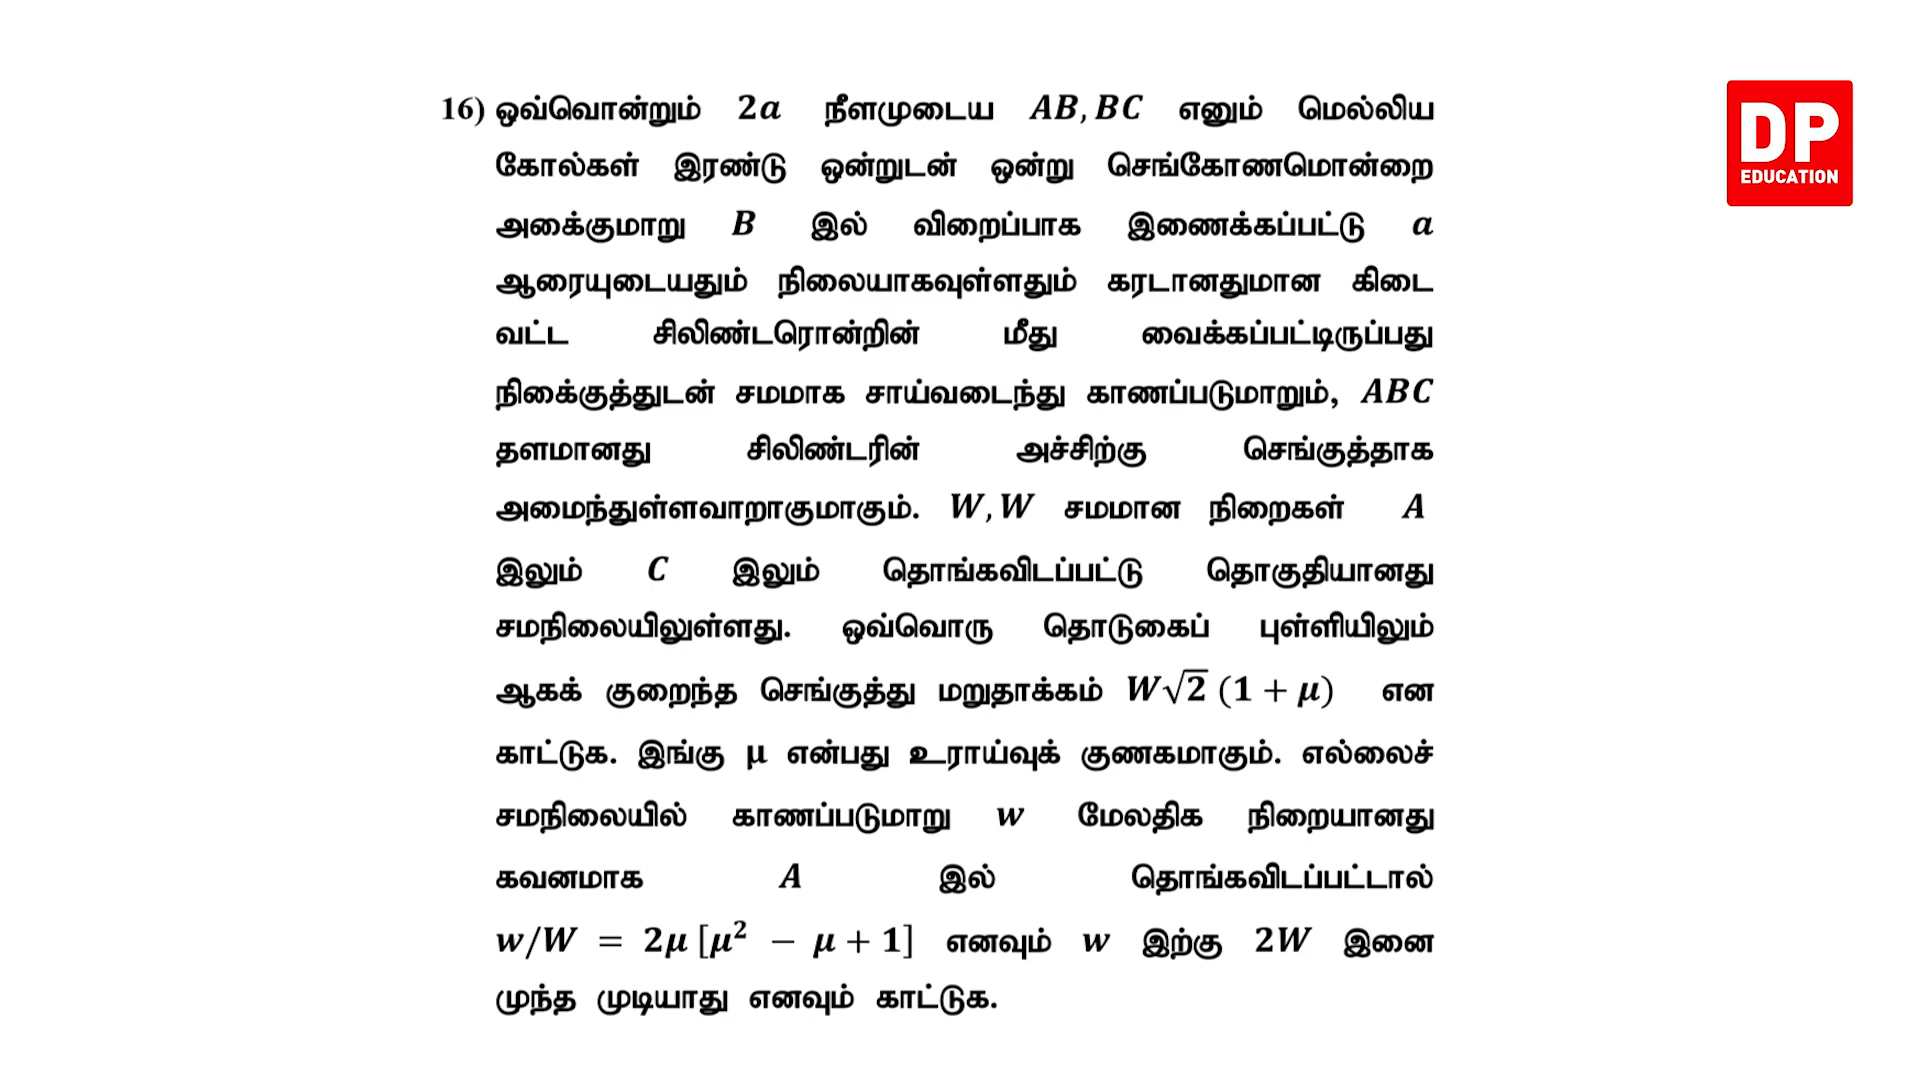 16) ஒவ்வொன்றும் 2a நீளமுடைய AB, BC எனும் மெல்லிய
கோல்கள் இரண்டு ஒன்றுடன் ஒன்று செங்கோணமொன்றை
அக்குமாறு B இல் விறைப்பாக இணைக்கப்பட்டு a
ஆரையுடையதும் நிலையாகவுள்ளதும் கரடானதுமான கிடை
வட்ட சிலிண்டரொன்றின் மீது வைக்கப்பட்டிருப்பது
நிக்குத்துடன் சமமாக சாய்வடைந்து காணப்படுமாறும், ABC
தளமானது சிலிண்டரின் அச்சிற்கு செங்குத்தாக
அமைந்துள்ளவாறாகுமாகும். W, W சமமான நிறைகள் A
இலும் C இலும் தொங்கவிடப்பட்டு தொகுதியானது
சமநிலையிலுள்ளது. ஒவ்வொரு தொடுகைப் புள்ளியிலும்
ஆகக் குறைந்த செங்குத்து மறுதாக்கம் W√2 (1 + μ) என
காட்டுக. இங்கு μ என்பது உராய்வுக் குணகமாகும். எல்லைச்
சமநிலையில் காணப்படுமாறு w மேலதிக நிறையானது
கவனமாக A இல் தொங்கவிடப்பட்டால்
w/W = 2μ [μ² − μ + 1] எனவும் w இற்கு 2W இனை
முந்த முடியாது எனவும் காட்டுக.
DP
EDUCATION